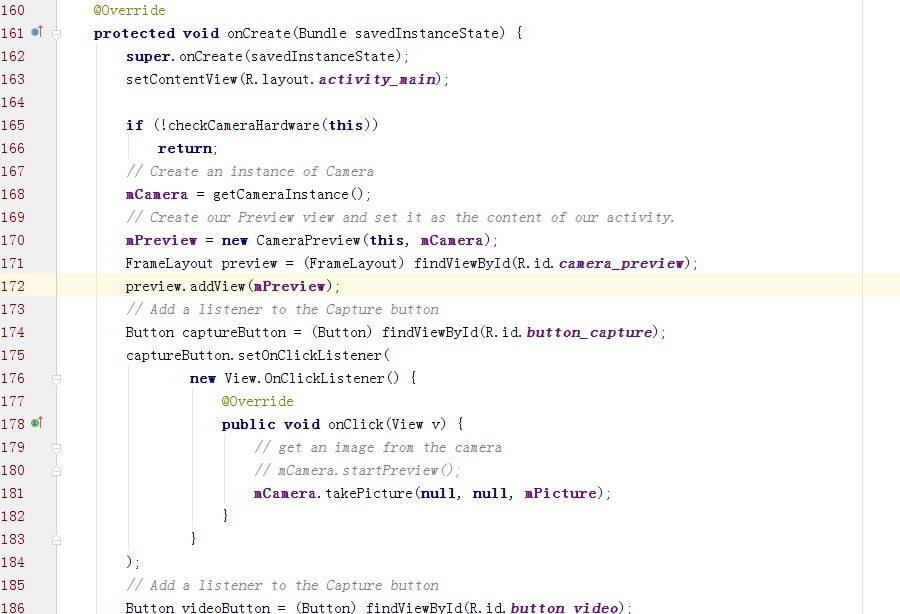 160 @Override
161 protected void onCreate(Bundle savedInstanceState) {
162 super.onCreate(savedInstanceState);
163 setContentView(R.layout.activity_main);
164
165 if (!checkCameraHardware(this))
166 return;
167 // Create an instance of Camera
168 mCamera = getCameraInstance();
169 // Create our Preview view and set it as the content of our activity.
170 mPreview = new CameraPreview(this, mCamera);
171 FrameLayout preview = (FrameLayout) findViewById(R.id.camera_preview);
172 preview.addView(mPreview);
173 // Add a listener to the Capture button
174 Button captureButton = (Button) findViewById(R.id.button_capture);
175 captureButton.setOnClickListener(
176 new View.OnClickListener() {
177 @Override
178 public void onClick(View v) {
179 // get an image from the camera
180 // mCamera.startPreview();
181 mCamera.takePicture(null, null, mPicture);
182 }
183 }
184 );
185 // Add a listener to the Capture button
186 Button videoButton = (Button) findViewById(R.id.button_video);